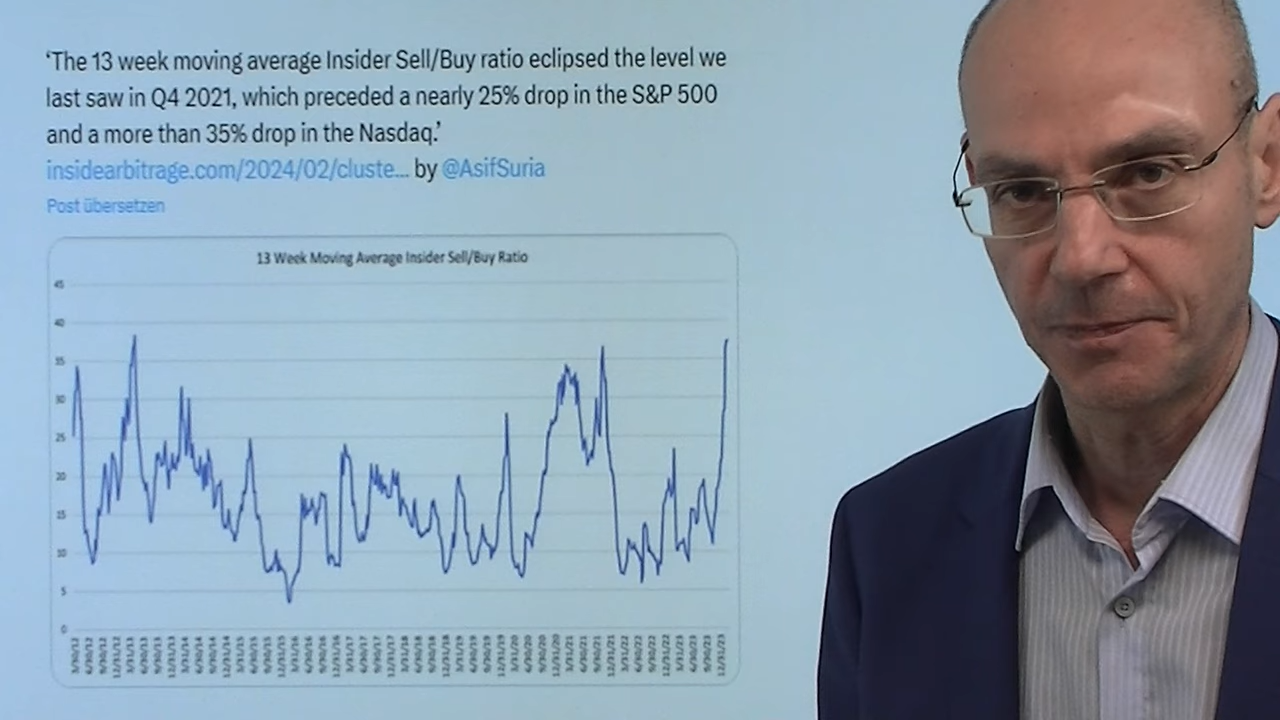 ‘The 13 week moving average Insider Sell/Buy ratio eclipsed the level we
last saw in Q4 2021, which preceded a nearly 25% drop in the S&P 500
and a more than 35% drop in the Nasdaq.’
insidearbitrage.com/2024/02/cluste... by @AsifSuria
Post übersetzen
13 Week Moving Average Insider Sell/Buy Ratio
45
40
35
30
25
20
15
10
5
0